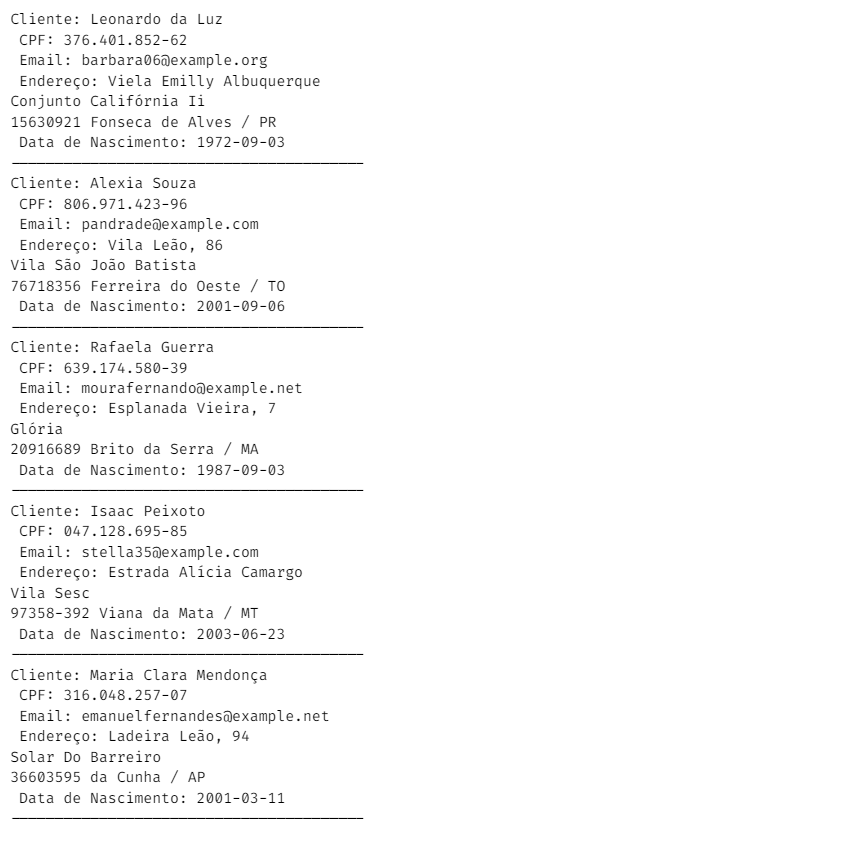 Cliente: Leonardo da Luz
CPF: 376.401.852-62
Email: barbara06@example.org
Endereço: Viela Emilly Albuquerque
Conjunto Califórnia Ii
15630921 Fonseca de Alves / PR
Data de Nascimento: 1972-09-03
----------------------------------------
Cliente: Alexia Souza
CPF: 806.971.423-96
Email: pandrade@example.com
Endereço: Vila Leão, 86
Vila São João Batista
76718356 Ferreira do Oeste / TO
Data de Nascimento: 2001-09-06
----------------------------------------
Cliente: Rafaela Guerra
CPF: 639.174.580-39
Email: mourafernando@example.net
Endereço: Esplanada Vieira, 7
Glória
20916689 Brito da Serra / MA
Data de Nascimento: 1987-09-03
----------------------------------------
Cliente: Isaac Peixoto
CPF: 047.128.695-85
Email: stella35@example.com
Endereço: Estrada Alícia Camargo
Vila Sesc
97358-392 Viana da Mata / MT
Data de Nascimento: 2003-06-23
----------------------------------------
Cliente: Maria Clara Mendonça
CPF: 316.048.257-07
Email: emanuelfernandes@example.net
Endereço: Ladeira Leão, 94
Solar Do Barreiro
36603595 da Cunha / AP
Data de Nascimento: 2001-03-11
----------------------------------------